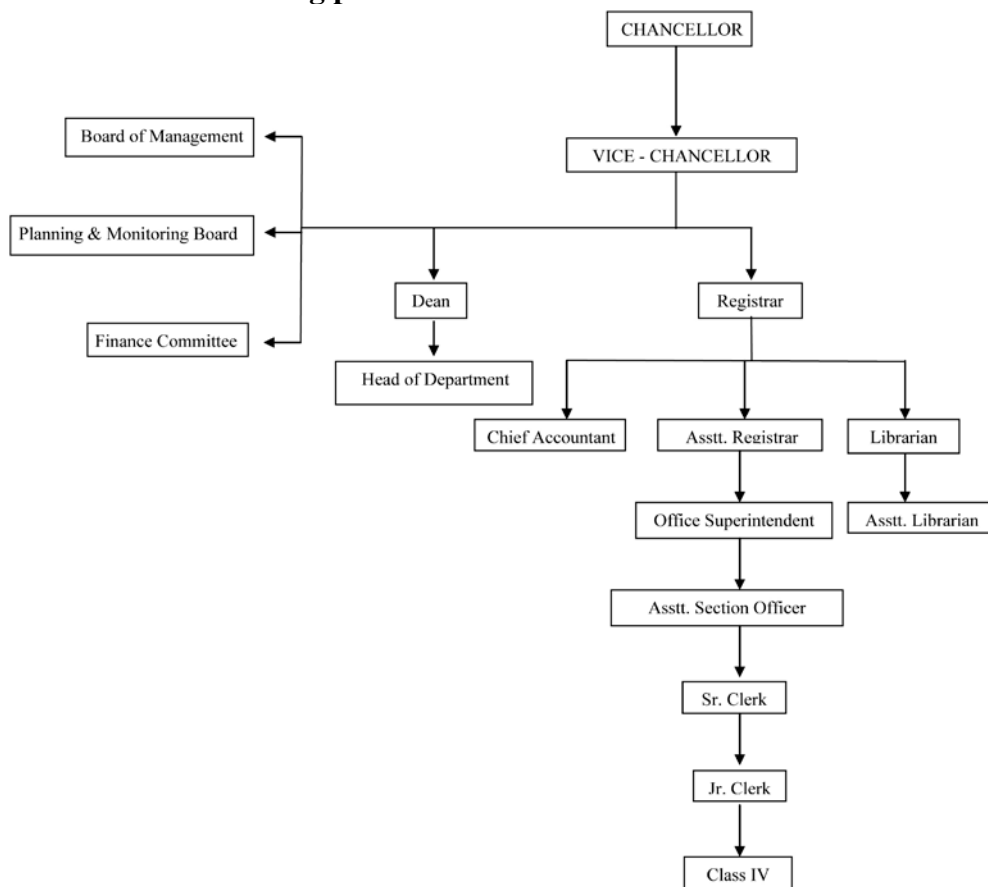 CHANCELLOR
Board of Management
VICE - CHANCELLOR
Planning & Monitoring Board
Dean
Registrar
Finance Committee
Head of Department
Chief Accountant
Asstt. Registrar
Librarian
Office Superintendent
Asstt. Librarian
Asstt. Section Officer
Sr. Clerk
Jr. Clerk
Class IV